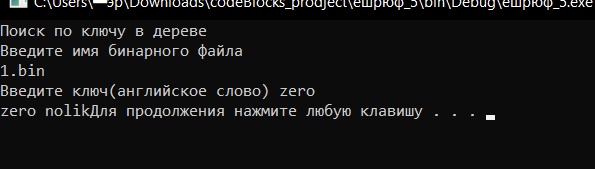 C:\Users\эр\Downloads\codeBlocks_prodject\ешрюф_5\bin\Debug\ешрюф_5.exe
Поиск по ключу в дереве
Введите имя бинарного файла
1.bin
Введите ключ(английское слово) zero
zero nolikДля продолжения нажмите любую клавишу . . .